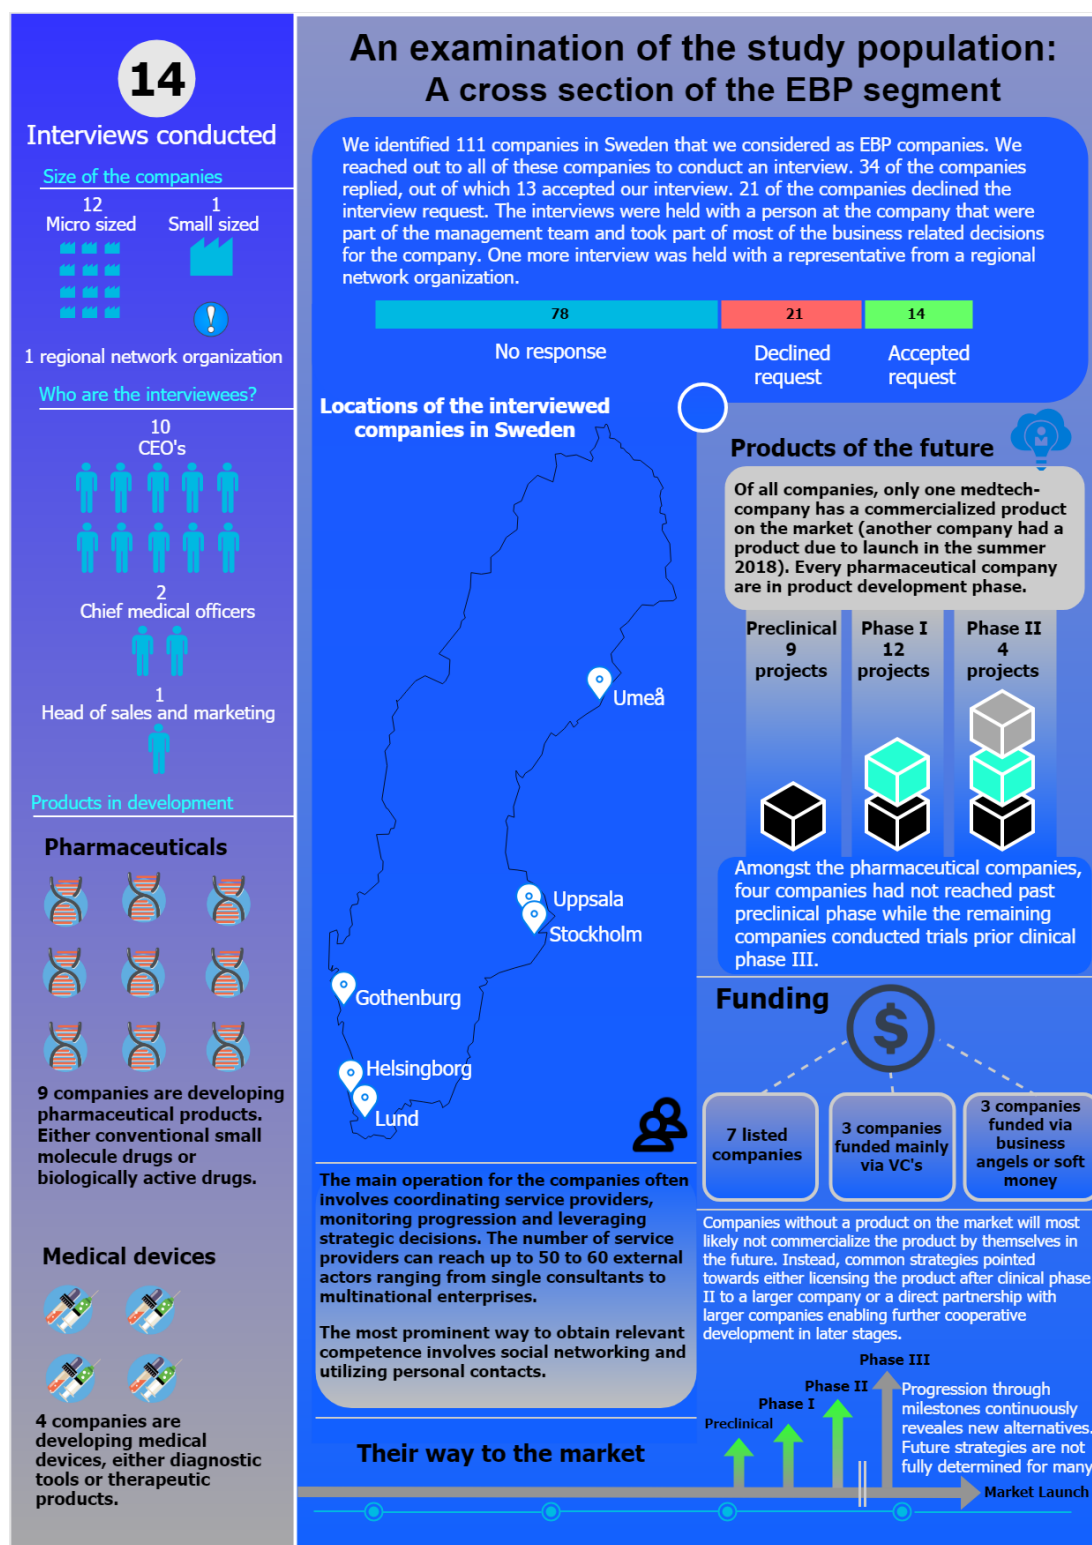 14
Interviews conducted
Size of the companies
12
Micro sized
1
Small sized
!
1 regional network organization
Who are the interviewees?
10
CEO's
2
Chief medical officers
1
Head of sales and marketing
Products in development
Pharmaceuticals
9 companies are developing
pharmaceutical products.
Either conventional small
molecule drugs or
biologically active drugs.
Medical devices
4 companies are
developing medical
devices, either diagnostic
tools or therapeutic
products.
An examination of the study population:
A cross section of the EBP segment
We identified 111 companies in Sweden that we considered as EBP companies. We
reached out to all of these companies to conduct an interview. 34 of the companies
replied, out of which 13 accepted our interview. 21 of the companies declined the
interview request. The interviews were held with a person at the company that were
part of the management team and took part of most of the business related decisions
for the company. One more interview was held with a representative from a regional
network organization.
78
21
14
No response
Declined
request
Accepted
request
Locations of the interviewed
companies in Sweden
Umeå
Uppsala
Stockholm
Gothenburg
Helsingborg
Lund
The main operation for the companies often
involves coordinating service providers,
monitoring progression and leveraging
strategic decisions. The number of service
providers can reach up to 50 to 60 external
actors ranging from single consultants to
multinational enterprises.
The most prominent way to obtain relevant
competence involves social networking and
utilizing personal contacts.
Products of the future
Of all companies, only one medtech-
company has a commercialized product
on the market (another company had a
product due to launch in the summer
2018). Every pharmaceutical company
are in product development phase.
Preclinical
9
projects
Phase I
12
projects
Phase II
4
projects
Amongst the pharmaceutical companies,
four companies had not reached past
preclinical phase while the remaining
companies conducted trials prior clinical
phase III.
Funding
$
7 listed
companies
3 companies
funded mainly
via VC's
3 companies
funded via
business
angels or soft
money
Companies without a product on the market will most
likely not commercialize the product by themselves in
the future. Instead, common strategies pointed
towards either licensing the product after clinical phase
II to a larger company or a direct partnership with
larger companies enabling further cooperative
development in later stages.
Their way to the market
Preclinical
Phase I
Phase II
Phase III
Progression through
milestones continuously
reveales new alternatives.
Future strategies are not
fully determined for many
Market Launch